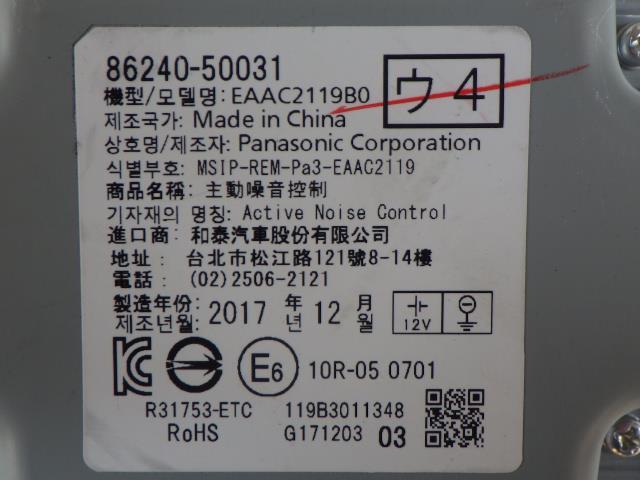 86240-50031
ウ4
機型/모델명: EAAC2119B0
제조국가: Made in China
상호명/제조자: Panasonic Corporation
식별부호: MSIP-REM-Pa3-EAAC2119
商品名稱: 主動噪音控制
기자재의 명칭: Active Noise Control
進口商: 和泰汽車股份有限公司
地址: 台北市松江路121號8-14樓
電話: (02)2506-2121
製造年份: 2017 年 12 月
제조년월: 년 월
12V
E6 10R-05 0701
R31753-ETC 119B3011348
RoHS G171203 03